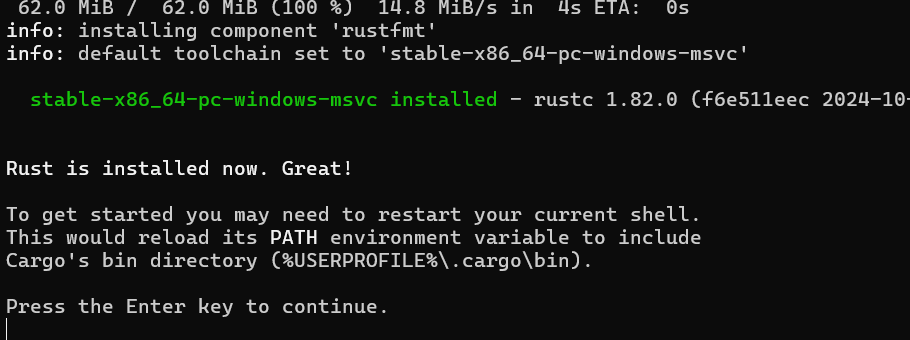 62.0 MiB /  62.0 MiB (100 %)  14.8 MiB/s in  4s ETA:  0s
info: installing component 'rustfmt'
info: default toolchain set to 'stable-x86_64-pc-windows-msvc'
stable-x86_64-pc-windows-msvc installed - rustc 1.82.0 (f6e511eec 2024-10-
Rust is installed now. Great!
To get started you may need to restart your current shell.
This would reload its PATH environment variable to include
Cargo's bin directory (%USERPROFILE%\.cargo\bin).
Press the Enter key to continue.